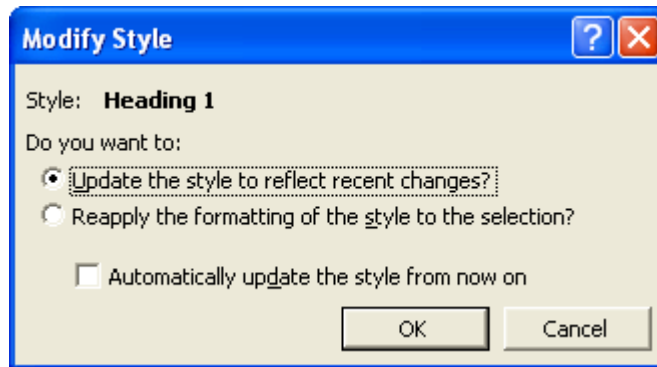 Modify Style
Style: Heading 1
Do you want to:
Update the style to reflect recent changes?
Reapply the formatting of the style to the selection?
Automatically update the style from now on
OK Cancel